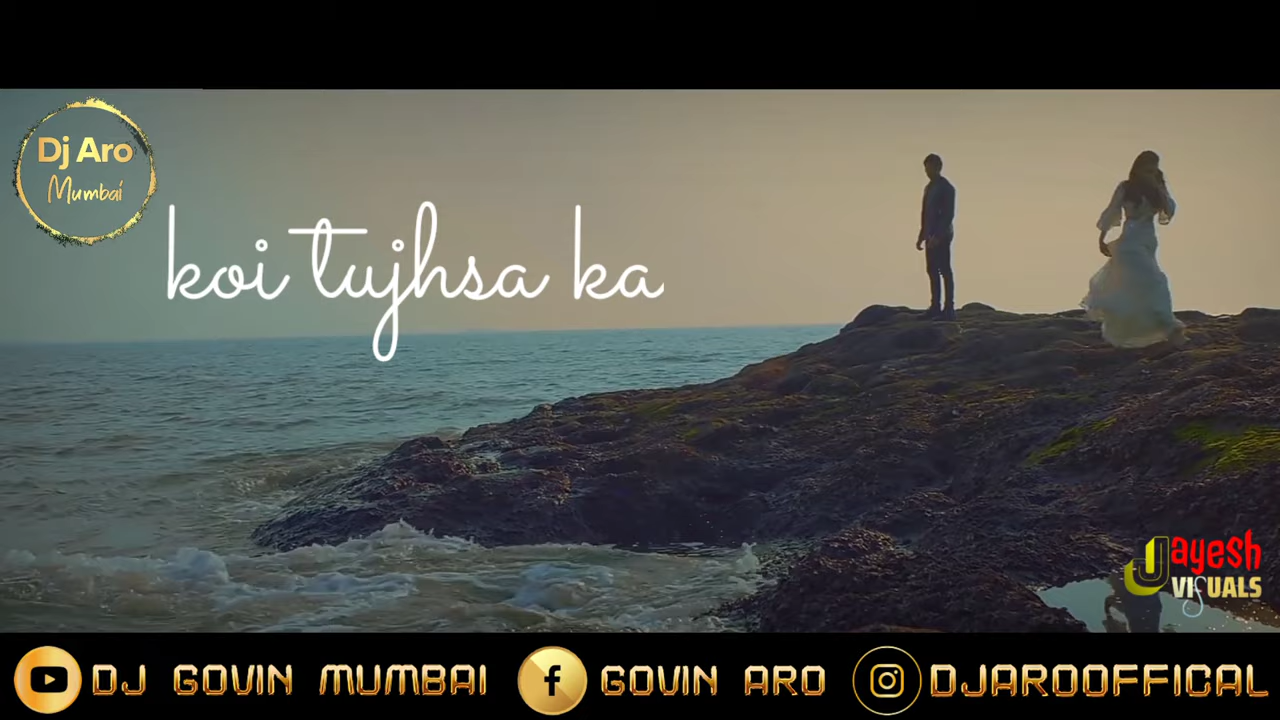 Dj Aro
Mumbai
koi tujhsa ka
Jayesh
VISUALS
DJ GOVIN MUMBAI
GOVIN ARO
DJAROOFFICAL